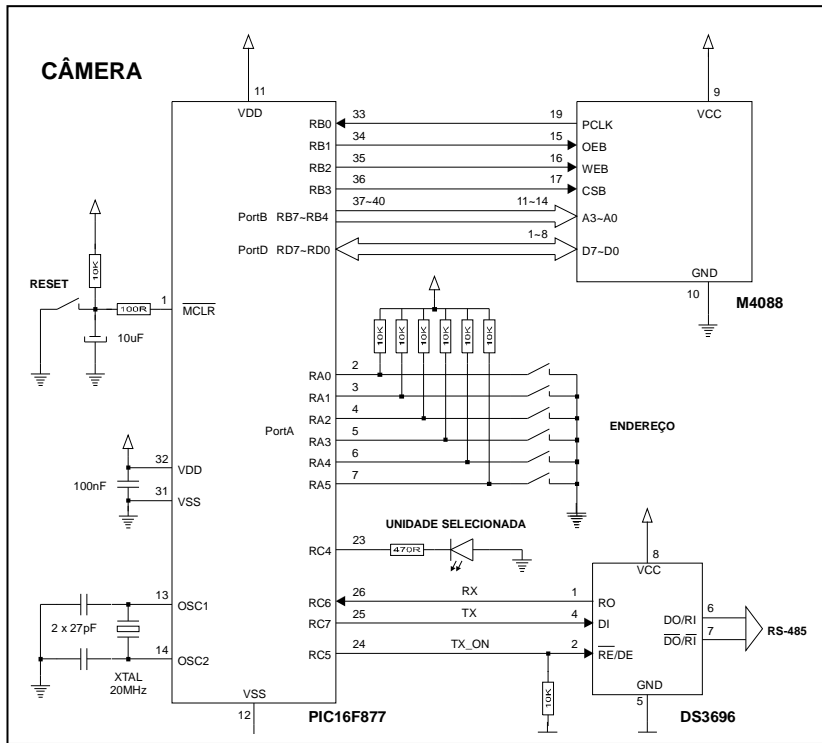 CÂMERA
11
VDD
9
VCC
RB0 33 19 PCLK
RB1 34 15 OEB
RB2 35 16 WEB
RB3 36 17 CSB
PortB RB7~RB4 37~40 11~14 A3~A0
PortD RD7~RD0 1~8 D7~D0
GND
10
M4088
10K
RESET
100R
1
MCLR
10uF
10K 10K 10K 10K 10K 10K
RA0 2
RA1 3
RA2 4
PortA
RA3 5
RA4 6
RA5 7
ENDEREÇO
32 VDD
100nF
31 VSS
UNIDADE SELECIONADA
RC4 23
470R
8
VCC
13 OSC1
2 x 27pF
14 OSC2
XTAL
20MHz
RC6 26 RX 1 RO
RC7 25 TX 4 DI
RC5 24 TX_ON 2 RE/DE
DO/RI 6
DO/RI 7
RS-485
10K
GND
5
VSS
12
PIC16F877
DS3696